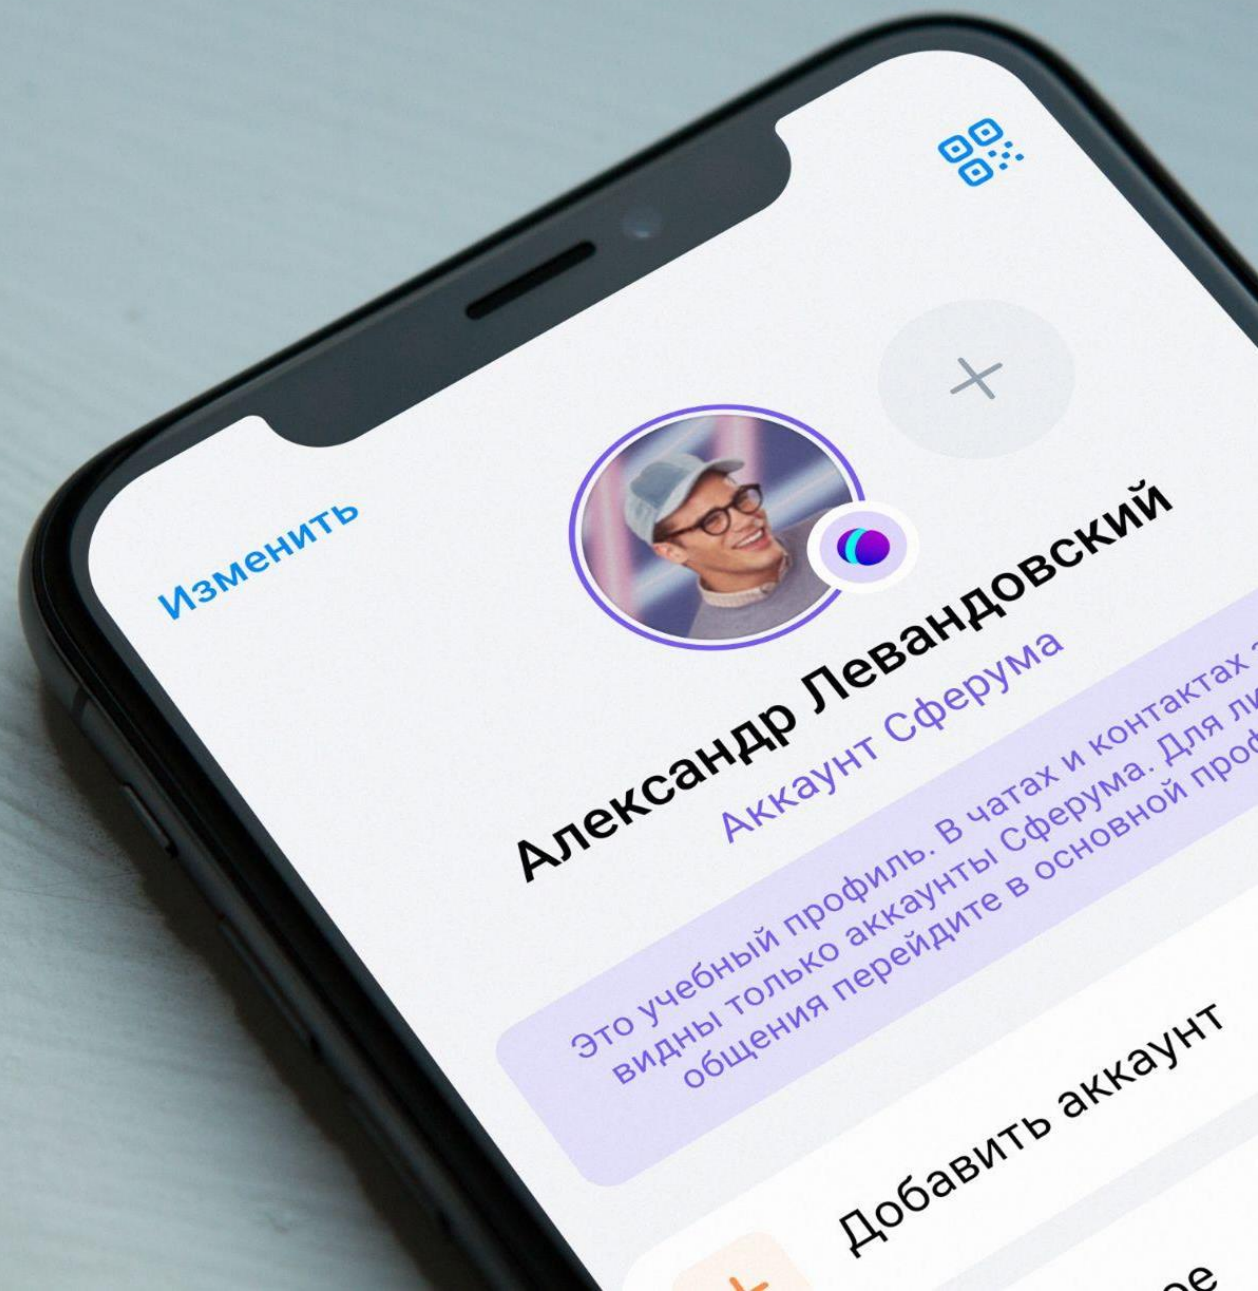 Изменить
Александр Левандовский
Аккаунт Сферума
Это учебный профиль. В чатах и контактах
видны только аккаунты Сферума. Для
общения перейдите в основной
Добавить аккаунт